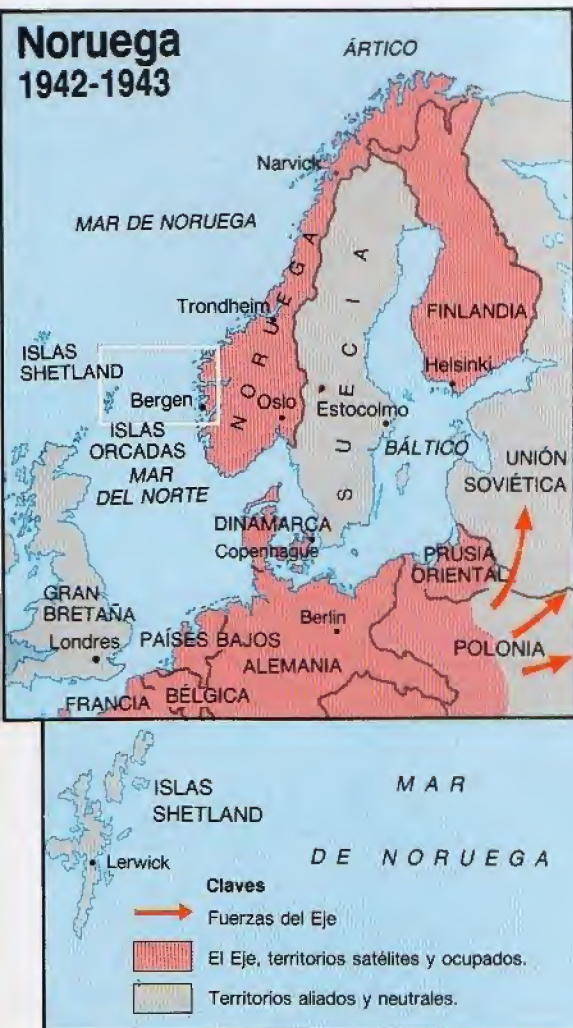 Noruega
1942-1943
ÁRTICO
Narvick
MAR DE NORUEGA
Trondheim
NORUEGA
SUECIA
FINLANDIA
ISLAS
SHETLAND
Bergen
Oslo
Helsinki
Estocolmo
ISLAS
ORCADAS
MAR
DEL NORTE
BÁLTICO
UNIÓN
SOVIÉTICA
DINAMARCA
Copenhague
PRUSIA
ORIENTAL
GRAN
BRETAÑA
Londres
PAÍSES BAJOS
Berlin
ALEMANIA
POLONIA
FRANCIA
BÉLGICA
ISLAS
SHETLAND
MAR
DE NORUEGA
Lerwick
Claves
Fuerzas del Eje
El Eje, territorios satélites y ocupados.
Territorios aliados y neutrales.